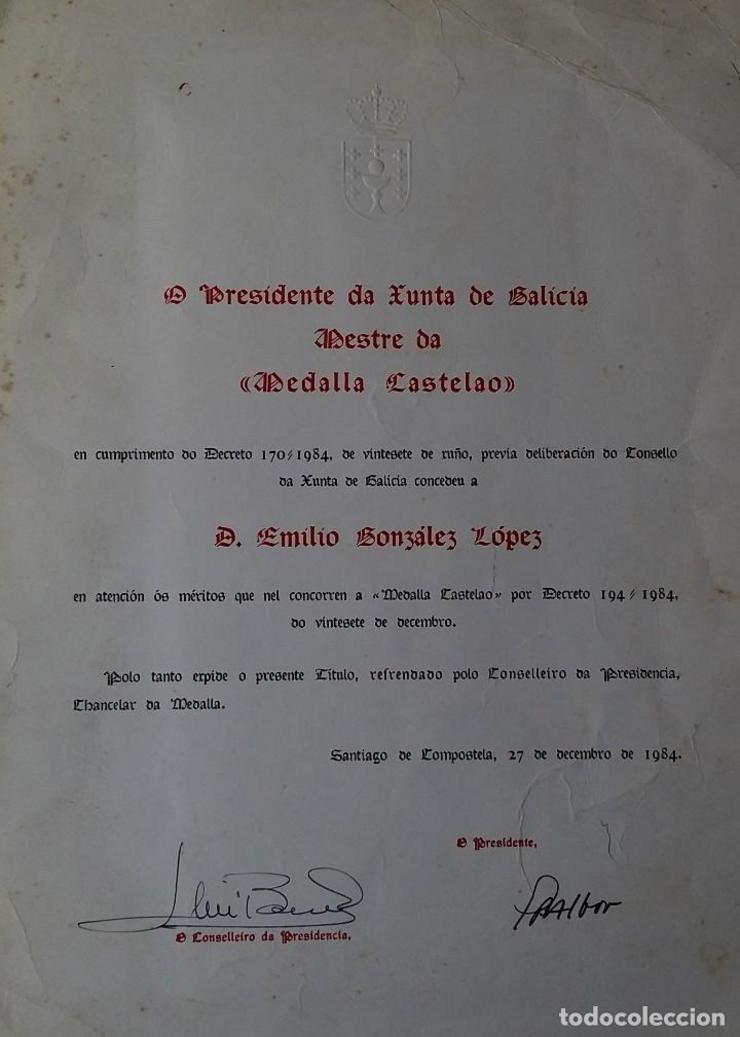 O Presidente da Xunta de Galicia
Mestre da
«Medalla Castelao»
en cumprimento do Decreto 170/1984, de vintesete de ruño, previa deliberación do Consello
da Xunta de Galicia concedeu a
D. Emilio González López
en atención ós méritos que nel concorren a «Medalla Castelao» por Decreto 194/1984,
do vintesete de decembro.
Polo tanto expide o presente Título, refrendado polo Conselleiro da Presidencia,
Chancelar da Medalla.
Santiago de Compostela, 27 de decembro de 1984.
O Presidente,
O Conselleiro da Presidencia,
todocoleccion